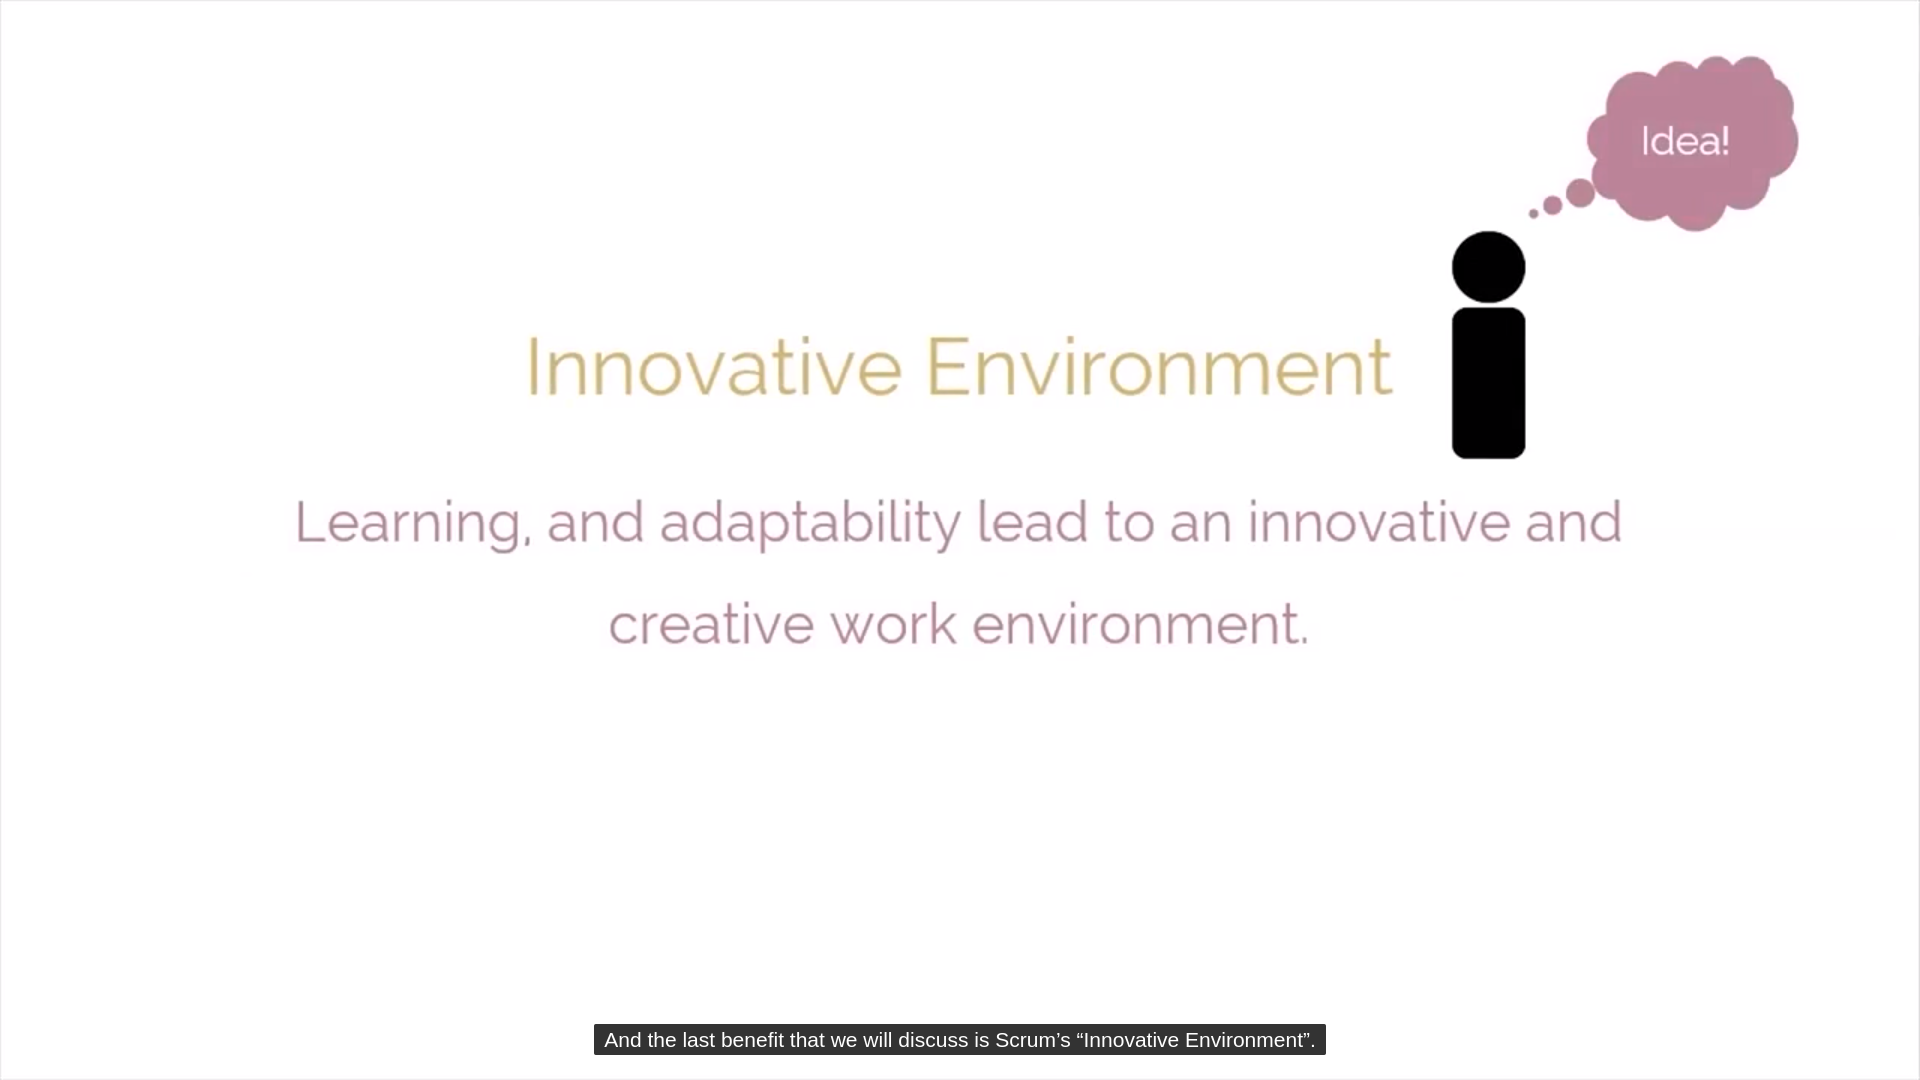 Idea!
Innovative Environment
Learning, and adaptability lead to an innovative and
creative work environment.
And the last benefit that we will discuss is Scrum’s “Innovative Environment”.